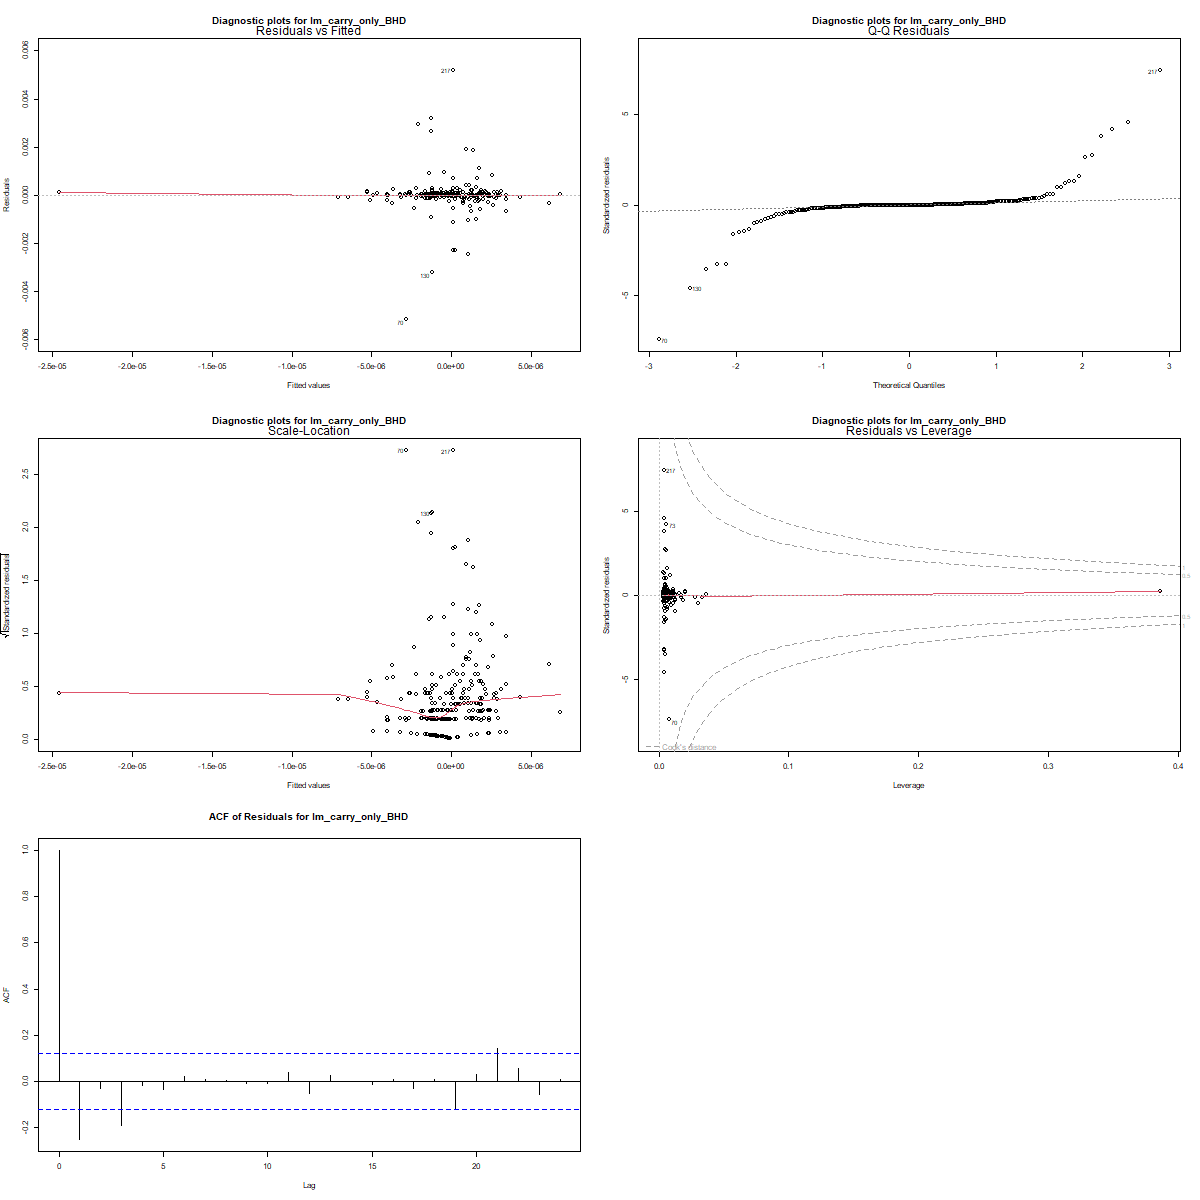 Diagnostic plots for lm_carry_only_BHD
Residuals vs Fitted
0.006
0.004
0.002
0.000
-0.002
-0.004
-0.006
Residuals
217
130
70
-2.5e-05 -2.0e-05 -1.5e-05 -1.0e-05 -5.0e-06 0.0e+00 5.0e-06
Fitted values
Diagnostic plots for lm_carry_only_BHD
Q-Q Residuals
5
0
-5
Standardized residuals
217
130
70
-3 -2 -1 0 1 2 3
Theoretical Quantiles
Diagnostic plots for lm_carry_only_BHD
Scale-Location
2.5
2.0
1.5
1.0
0.5
0.0
√|Standardized residuals|
70
217
130
-2.5e-05 -2.0e-05 -1.5e-05 -1.0e-05 -5.0e-06 0.0e+00 5.0e-06
Fitted values
Diagnostic plots for lm_carry_only_BHD
Residuals vs Leverage
5
0
-5
Standardized residuals
217
73
70
1
0.5
0.5
1
Cook's distance
0.0 0.1 0.2 0.3 0.4
Leverage
ACF of Residuals for lm_carry_only_BHD
1.0
0.8
0.6
0.4
0.2
0.0
-0.2
ACF
0 5 10 15 20
Lag